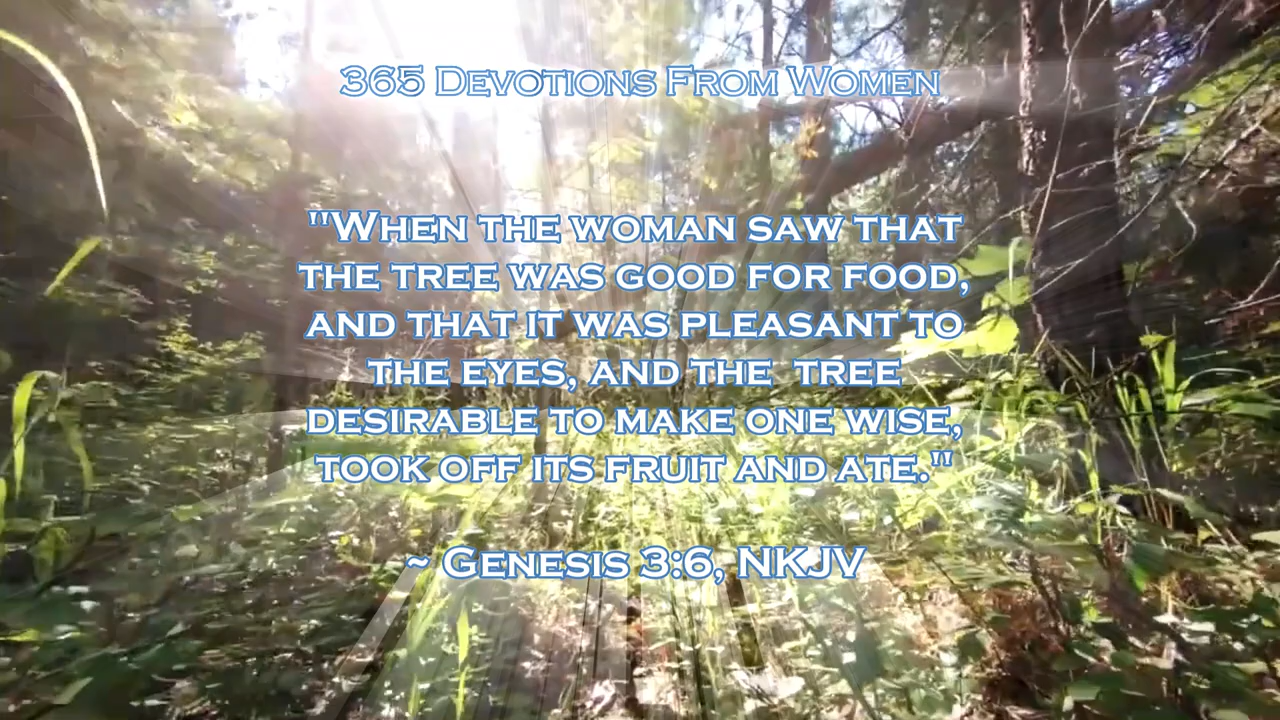 365 Devotions From Women
"When the woman saw that
the tree was good for food,
and that it was pleasant to
the eyes, and the  tree
desirable to make one wise,
took off its fruit and ate."
~ Genesis 3:6, NKJV